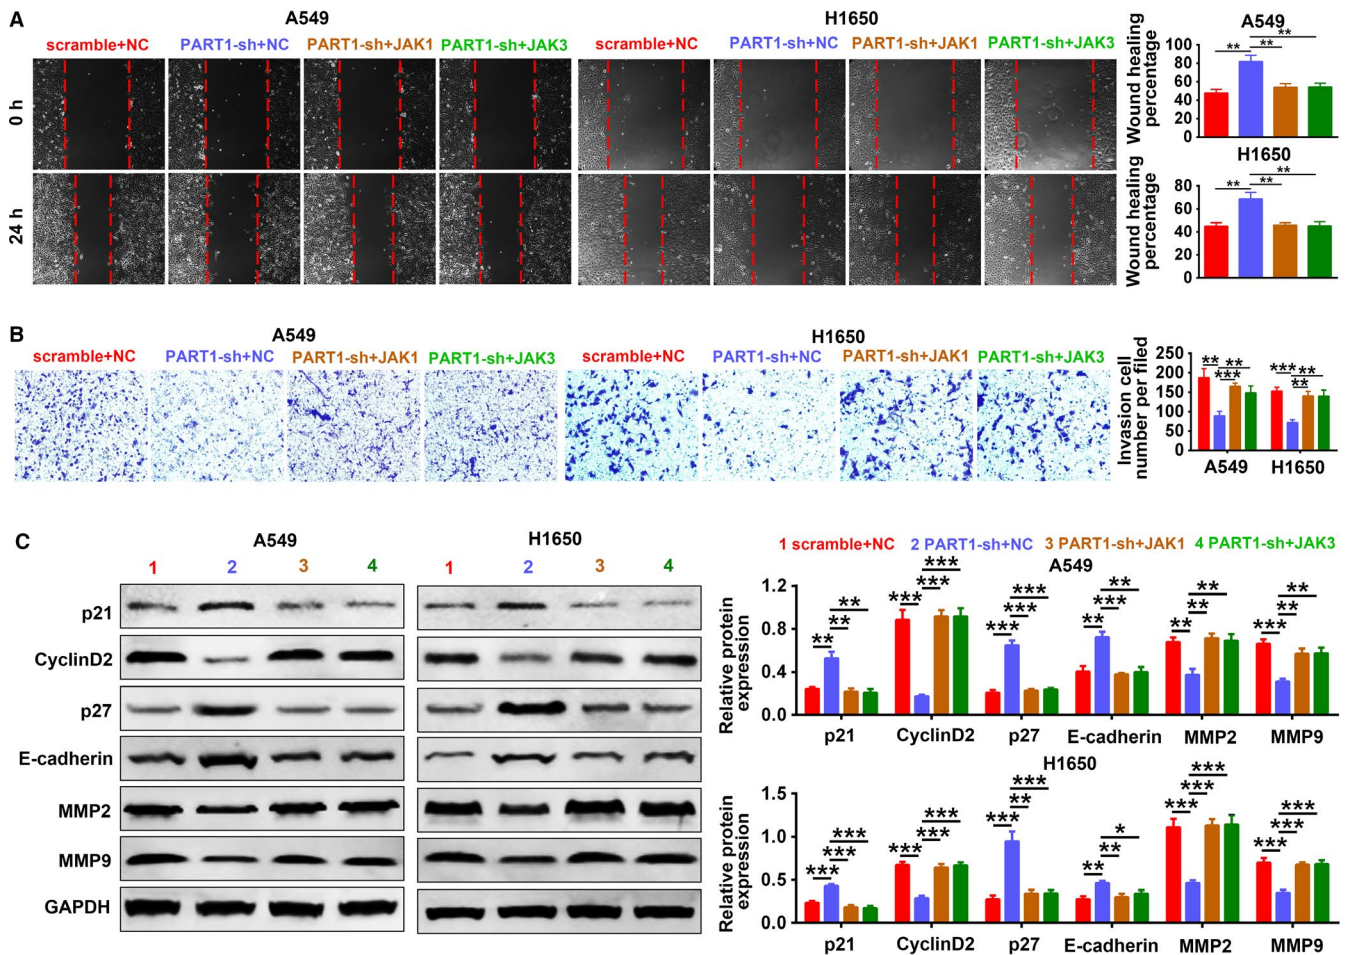 A
A549
H1650
scramble+NC PART1-sh+NC PART1-sh+JAK1 PART1-sh+JAK3
scramble+NC PART1-sh+NC PART1-sh+JAK1 PART1-sh+JAK3
0 h
24 h
A549
Wound healing
percentage
100
80
60
40
20
0
** ** **
H1650
Wound healing
percentage
80
60
40
20
0
** ** **
B
A549
H1650
scramble+NC PART1-sh+NC PART1-sh+JAK1 PART1-sh+JAK3
scramble+NC PART1-sh+NC PART1-sh+JAK1 PART1-sh+JAK3
Invasion cell
number per filed
250
200
150
100
50
0
** *** **
*** ** **
A549 H1650
C
A549
H1650
1 2 3 4
1 2 3 4
p21
CyclinD2
p27
E-cadherin
MMP2
MMP9
GAPDH
1 scramble+NC 2 PART1-sh+NC 3 PART1-sh+JAK1 4 PART1-sh+JAK3
A549
Relative protein
expression
1.2
0.8
0.4
0.0
** ** **
*** *** ***
*** *** ***
** *** **
** ** **
*** ** **
p21 CyclinD2 p27 E-cadherin MMP2 MMP9
H1650
Relative protein
expression
1.5
1.0
0.5
0.0
*** *** ***
*** *** ***
*** ** ***
** ** *
*** *** ***
*** *** ***
p21 CyclinD2 p27 E-cadherin MMP2 MMP9